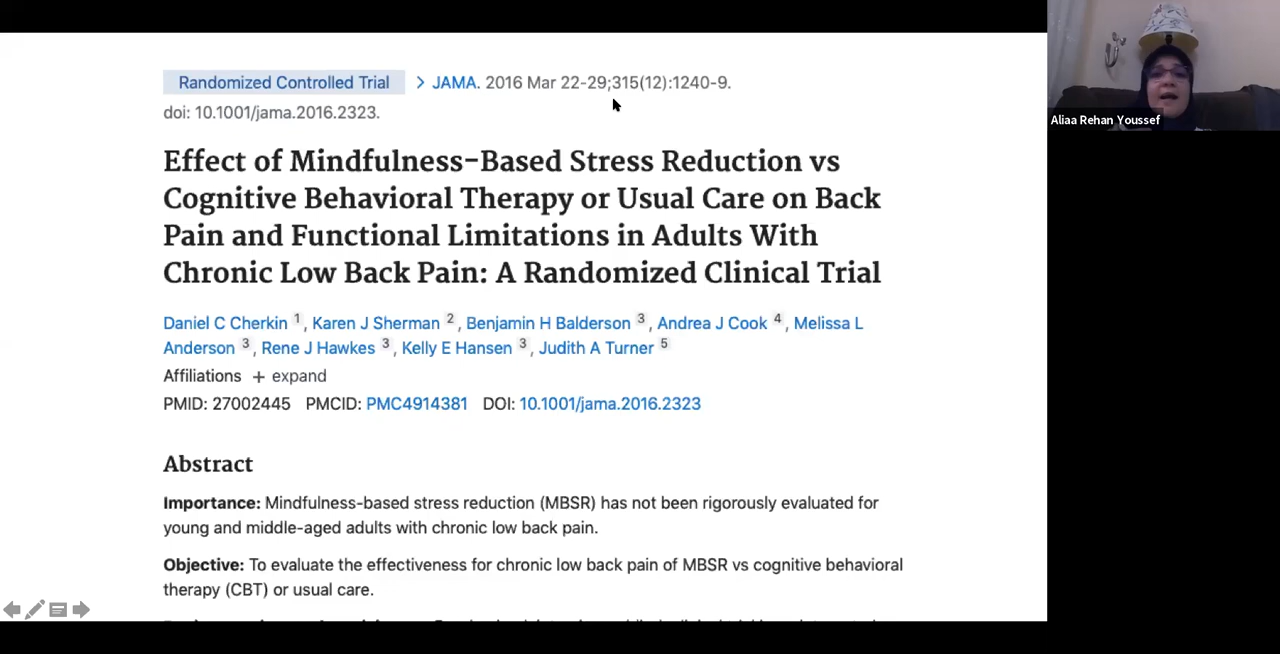 Randomized Controlled Trial > JAMA. 2016 Mar 22-29;315(12):1240-9.
doi: 10.1001/jama.2016.2323.
Effect of Mindfulness-Based Stress Reduction vs
Cognitive Behavioral Therapy or Usual Care on Back
Pain and Functional Limitations in Adults With
Chronic Low Back Pain: A Randomized Clinical Trial
Daniel C Cherkin 1, Karen J Sherman 2, Benjamin H Balderson 3, Andrea J Cook 4, Melissa L
Anderson 3, Rene J Hawkes 3, Kelly E Hansen 3, Judith A Turner 5
Affiliations + expand
PMID: 27002445 PMCID: PMC4914381 DOI: 10.1001/jama.2016.2323
Abstract
Importance: Mindfulness-based stress reduction (MBSR) has not been rigorously evaluated for
young and middle-aged adults with chronic low back pain.
Objective: To evaluate the effectiveness for chronic low back pain of MBSR vs cognitive behavioral
therapy (CBT) or usual care.
Aliaa Rehan Youssef